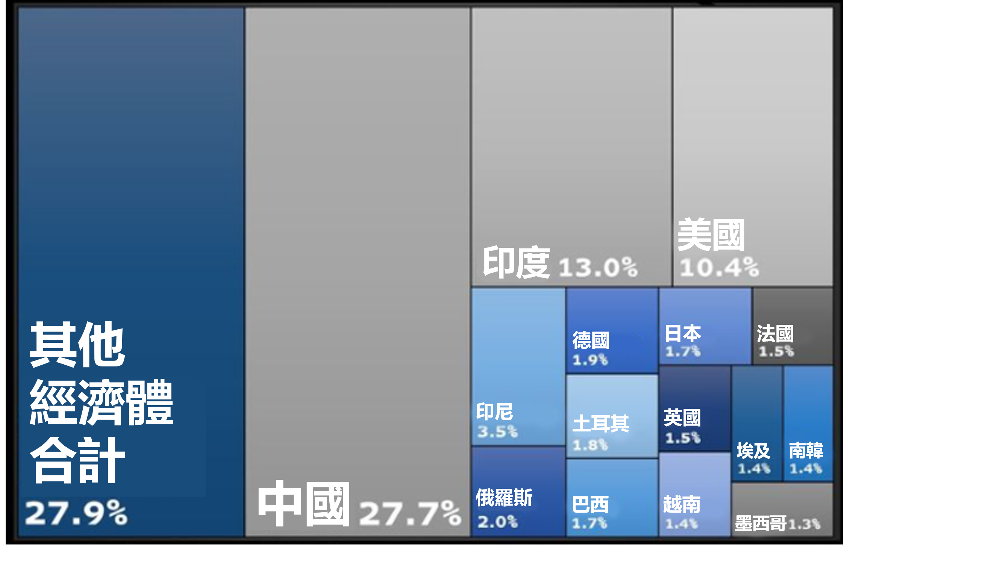 其他
經濟體
合計
27.9%
中國 27.7%
印度 13.0%
美國
10.4%
印尼
3.5%
俄羅斯
2.0%
德國
1.9%
土耳其
1.8%
巴西
1.7%
日本
1.7%
法國
1.5%
英國
1.5%
越南
1.4%
埃及
1.4%
南韓
1.4%
墨西哥1.3%